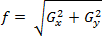 f = √(G_x^2 + G_y^2)